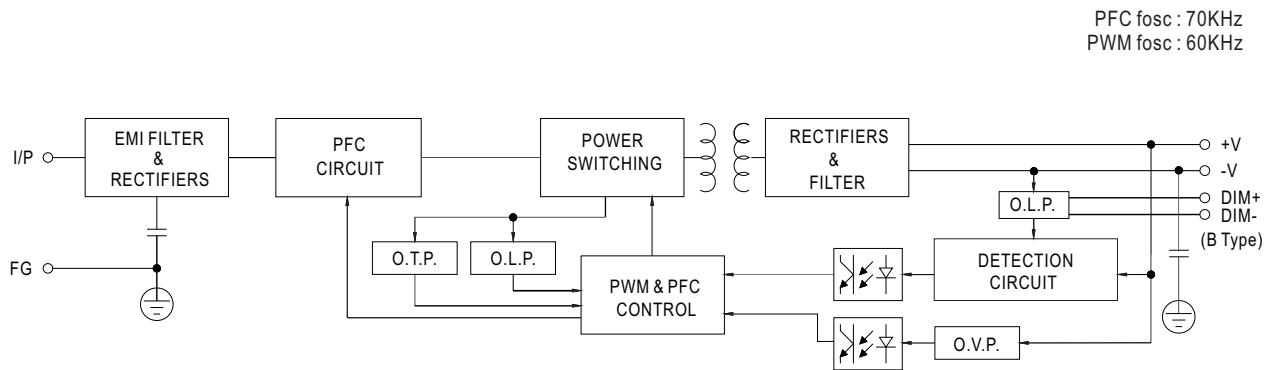 PFC fosc : 70KHz
PWM fosc : 60KHz
I/P
EMI FILTER
&
RECTIFIERS
PFC
CIRCUIT
POWER
SWITCHING
RECTIFIERS
&
FILTER
+V
-V
DIM+
DIM-
(B Type)
O.L.P.
FG
O.T.P.
O.L.P.
PWM & PFC
CONTROL
DETECTION
CIRCUIT
O.V.P.